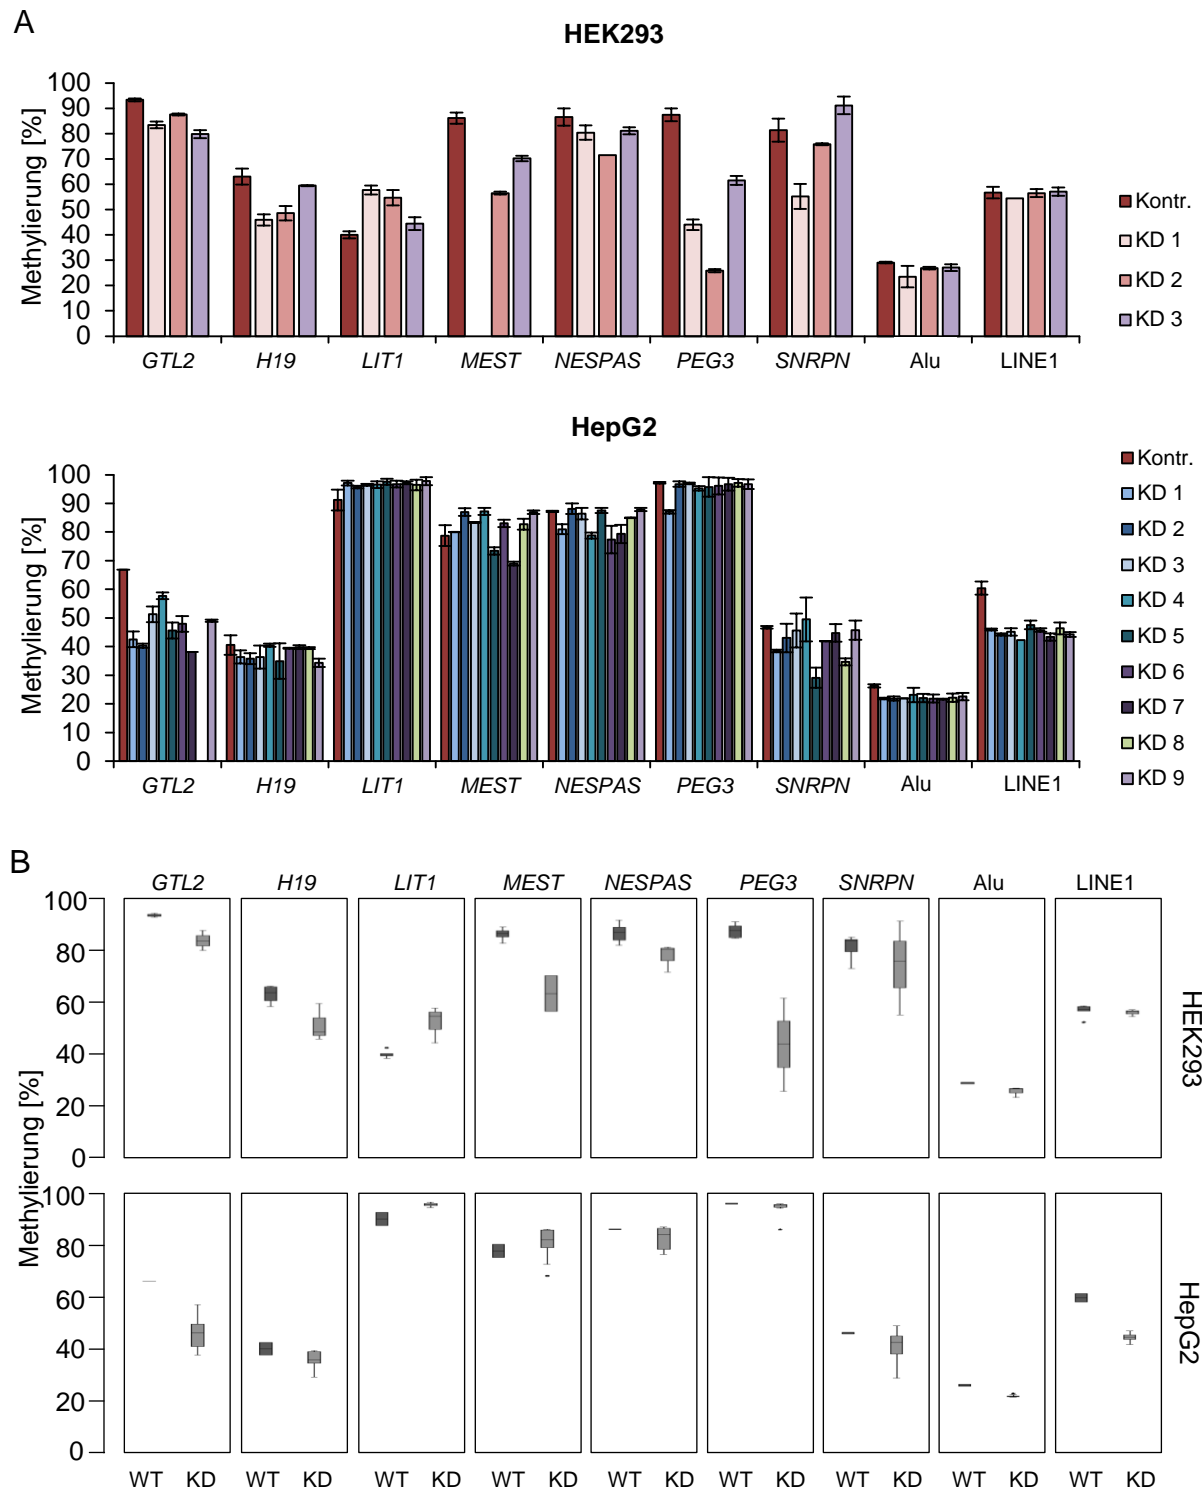 A
HEK293
Methylierung [%]
100
90
80
70
60
50
40
30
20
10
0
GTL2 H19 LIT1 MEST NESPAS PEG3 SNRPN Alu LINE1
Kontr.
KD 1
KD 2
KD 3
HepG2
Methylierung [%]
100
90
80
70
60
50
40
30
20
10
0
GTL2 H19 LIT1 MEST NESPAS PEG3 SNRPN Alu LINE1
Kontr.
KD 1
KD 2
KD 3
KD 4
KD 5
KD 6
KD 7
KD 8
KD 9
B
GTL2 H19 LIT1 MEST NESPAS PEG3 SNRPN Alu LINE1
Methylierung [%]
100
80
60
40
20
0
HEK293
100
80
60
40
20
0
HepG2
WT KD WT KD WT KD WT KD WT KD WT KD WT KD WT KD WT KD